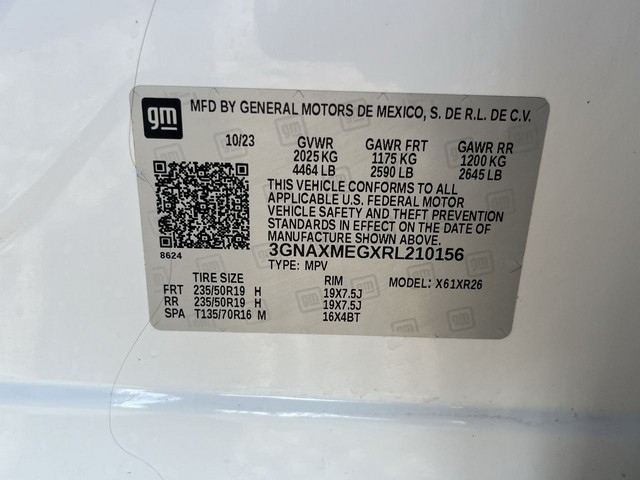 gm
MFD BY GENERAL MOTORS DE MEXICO, S. DE R.L. DE C.V.
10/23 GVWR GAWR FRT GAWR RR
2025 KG 1175 KG 1200 KG
4464 LB 2590 LB 2645 LB
THIS VEHICLE CONFORMS TO ALL
APPLICABLE U.S. FEDERAL MOTOR
VEHICLE SAFETY AND THEFT PREVENTION
STANDARDS IN EFFECT ON THE DATE OF
MANUFACTURE SHOWN ABOVE.
8624 3GNAXMEGXRL210156
TYPE: MPV
TIRE SIZE RIM MODEL: X61XR26
FRT 235/50R19 H 19X7.5J
RR 235/50R19 H 19X7.5J
SPA T135/70R16 M 16X4BT